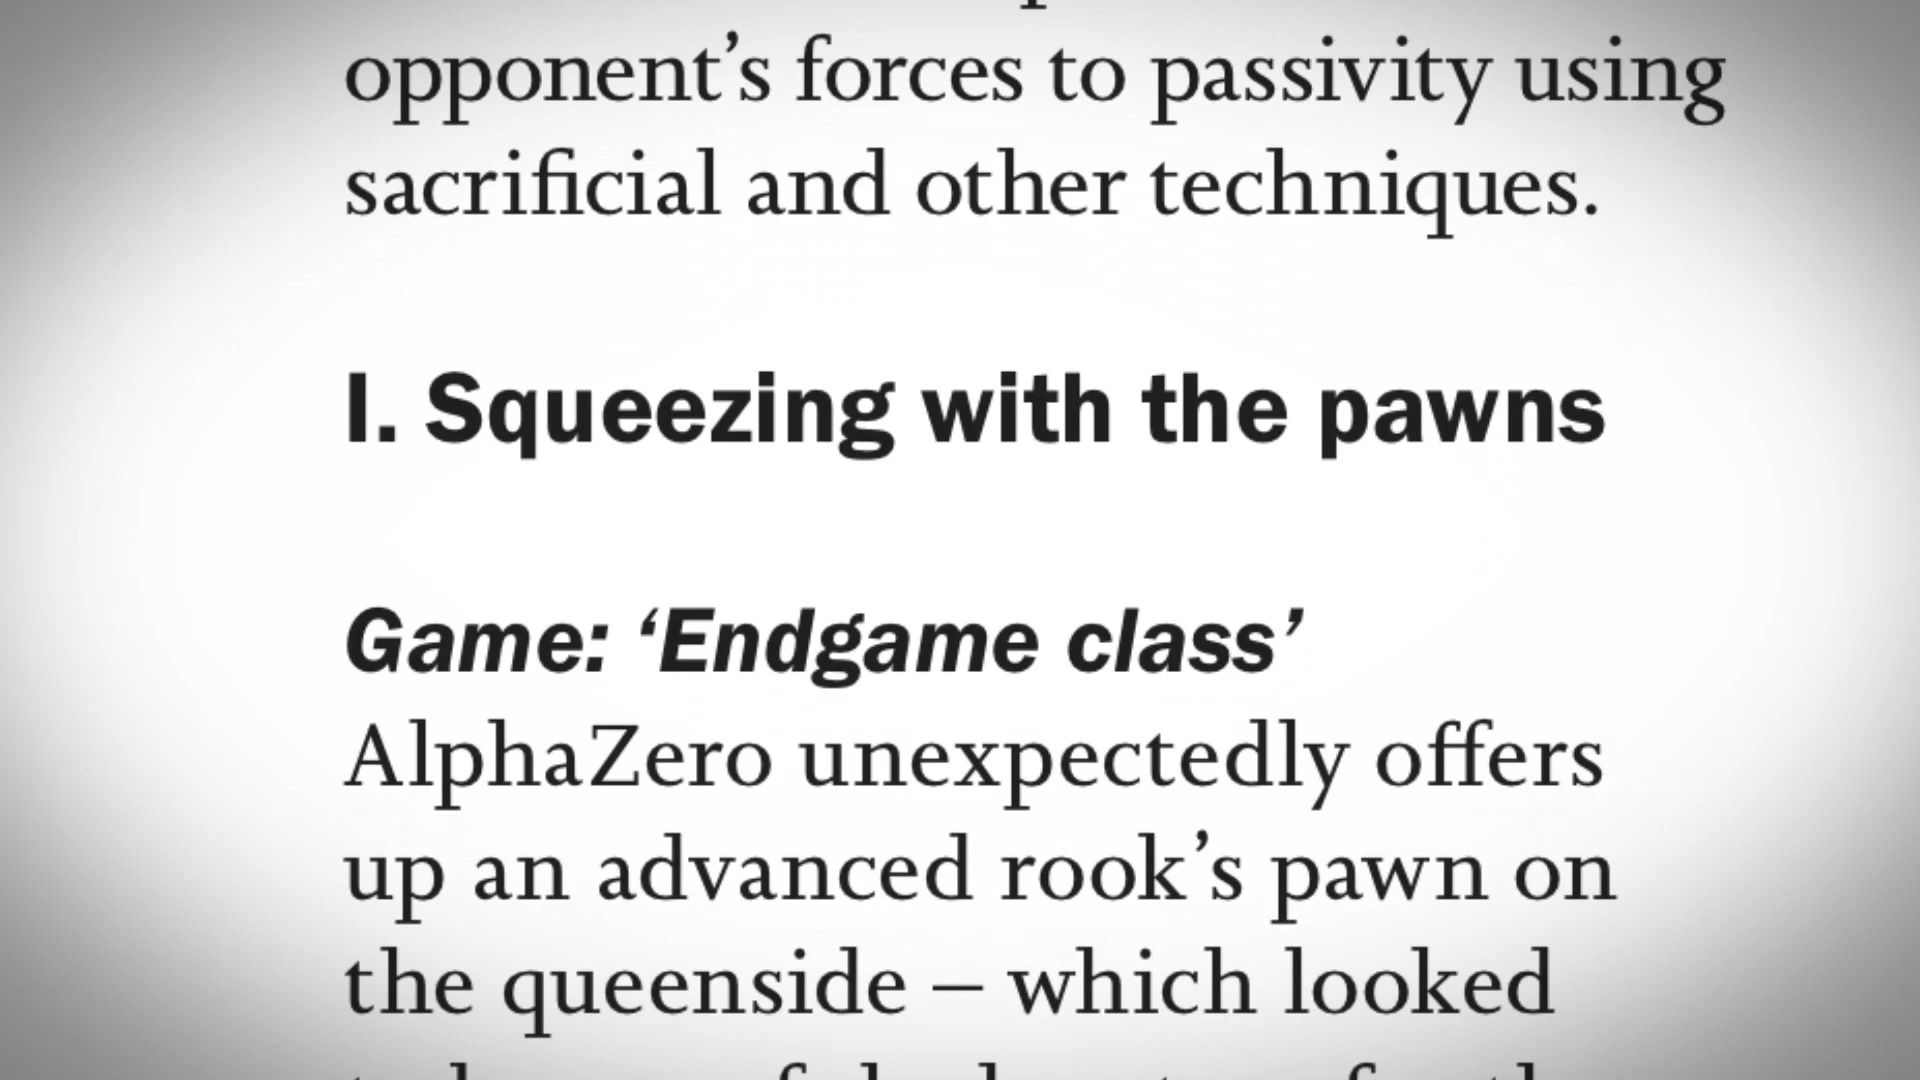 opponent’s forces to passivity using
sacrificial and other techniques.
I. Squeezing with the pawns
Game: ‘Endgame class’
AlphaZero unexpectedly offers
up an advanced rook’s pawn on
the queenside – which looked